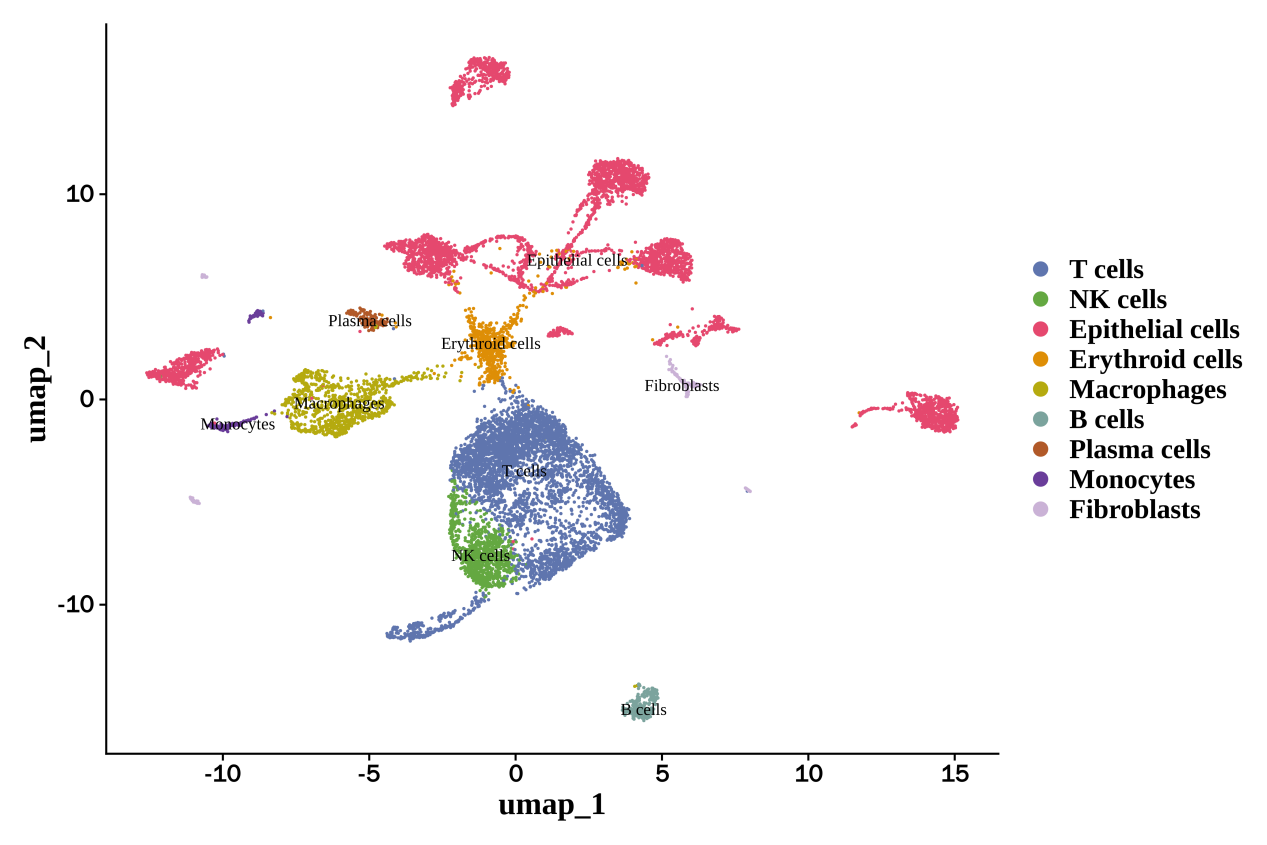 umap_2
10
0
-10
Epithelial cells
Plasma cells
Erythroid cells
Fibroblasts
Macrophages
Monocytes
T cells
NK cells
B cells
-10
-5
0
5
10
15
umap_1
T cells
NK cells
Epithelial cells
Erythroid cells
Macrophages
B cells
Plasma cells
Monocytes
Fibroblasts